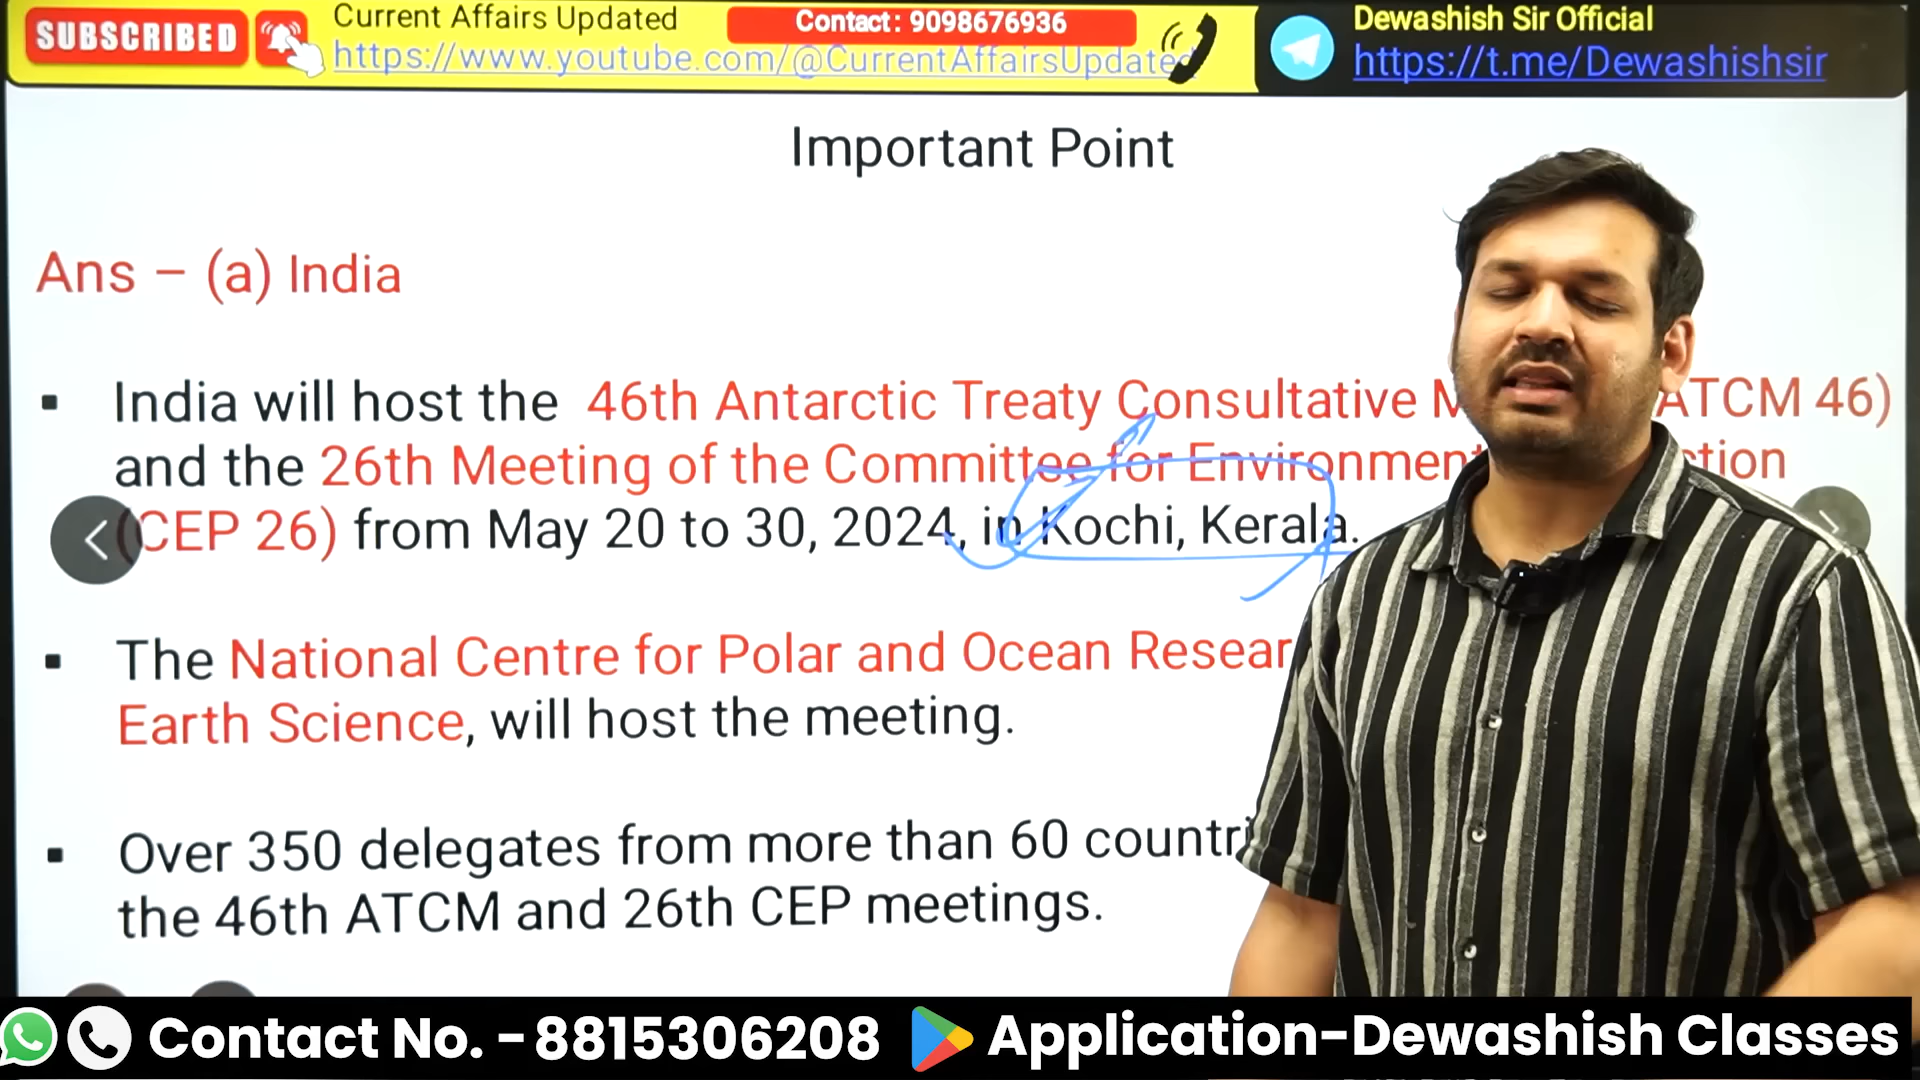 SUBSCRIBED
Current Affairs Updated
https://www.youtube.com/@CurrentAffairsUpdated
Contact : 9098676936
Dewashish Sir Official
https://t.me/Dewashishsir
Important Point
Ans – (a) India
▪ India will host the 46th Antarctic Treaty Consultative ATCM 46)
and the 26th Meeting of the Committee for
(CEP 26) from May 20 to 30, 2024, in Kochi, Kerala.
▪ The National Centre for Polar and Ocean
Earth Science, will host the meeting.
▪ Over 350 delegates from more than 60
the 46th ATCM and 26th CEP meetings.
Contact No. - 8815306208
Application-Dewashish Classes